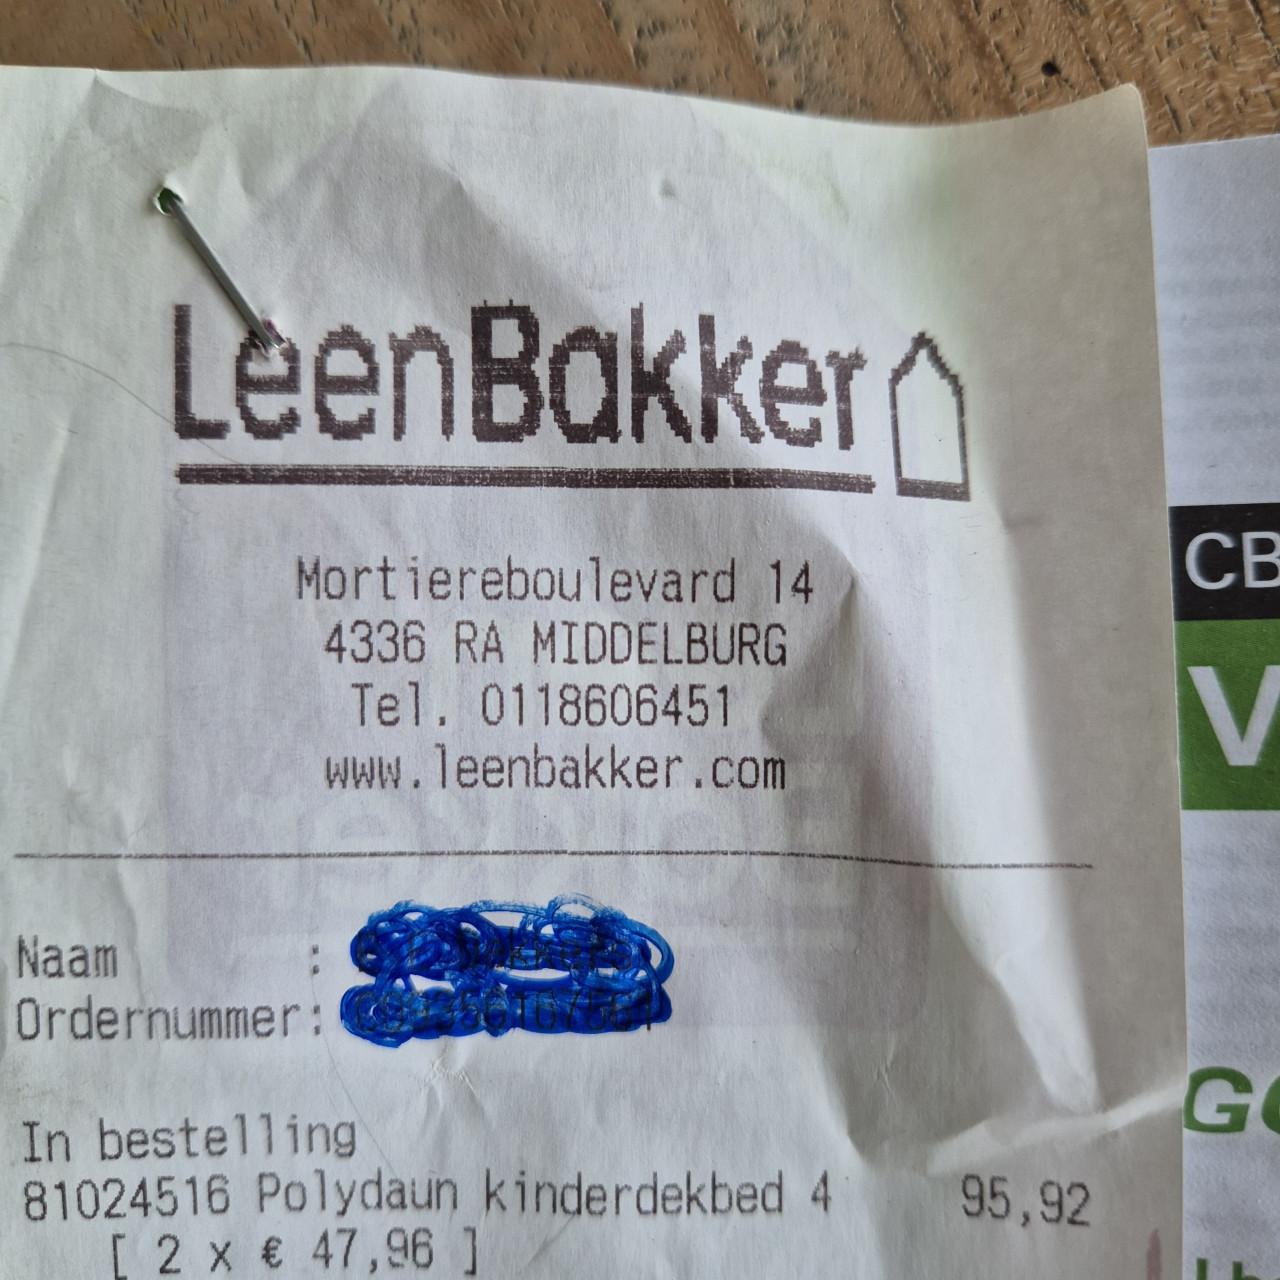 LeenBakker
Mortiereboulevard 14
4336 RA MIDDELBURG
Tel. 0118606451
www.leenbakker.com
Naam :
Ordernummer:
In bestelling
81024516 Polydaun kinderdekbed 4 95,92
[ 2 x € 47,96 ]
CB
V
GO